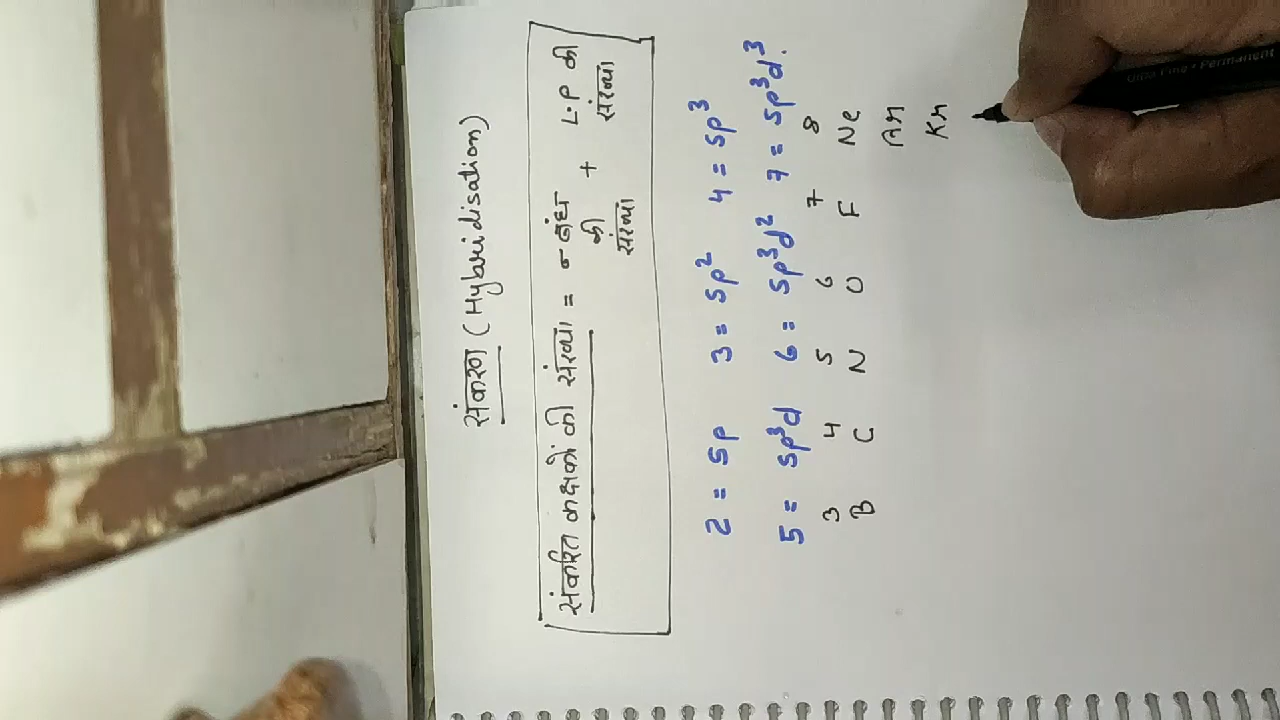 संकरण (Hybridisation)
संकरित कक्षकों की संख्या = σ बंध की संख्या + L.P की संख्या
2 = sp 3 = sp² 4 = sp³
5 = sp³d 6 = sp³d² 7 = sp³d³.
3 4 5 6 7 8
B C N O F Ne
Ar
Kr